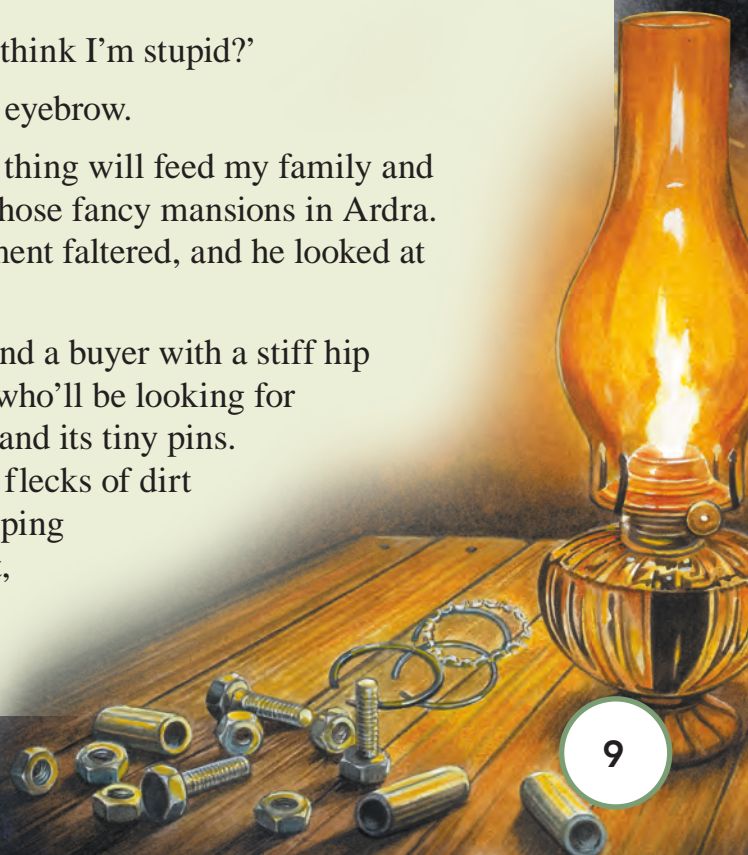 think I’m stupid?’
eyebrow.
thing will feed my family and
hose fancy mansions in Ardra.
ent faltered, and he looked at
nd a buyer with a stiff hip
who’ll be looking for
and its tiny pins.
flecks of dirt
ping
,
9